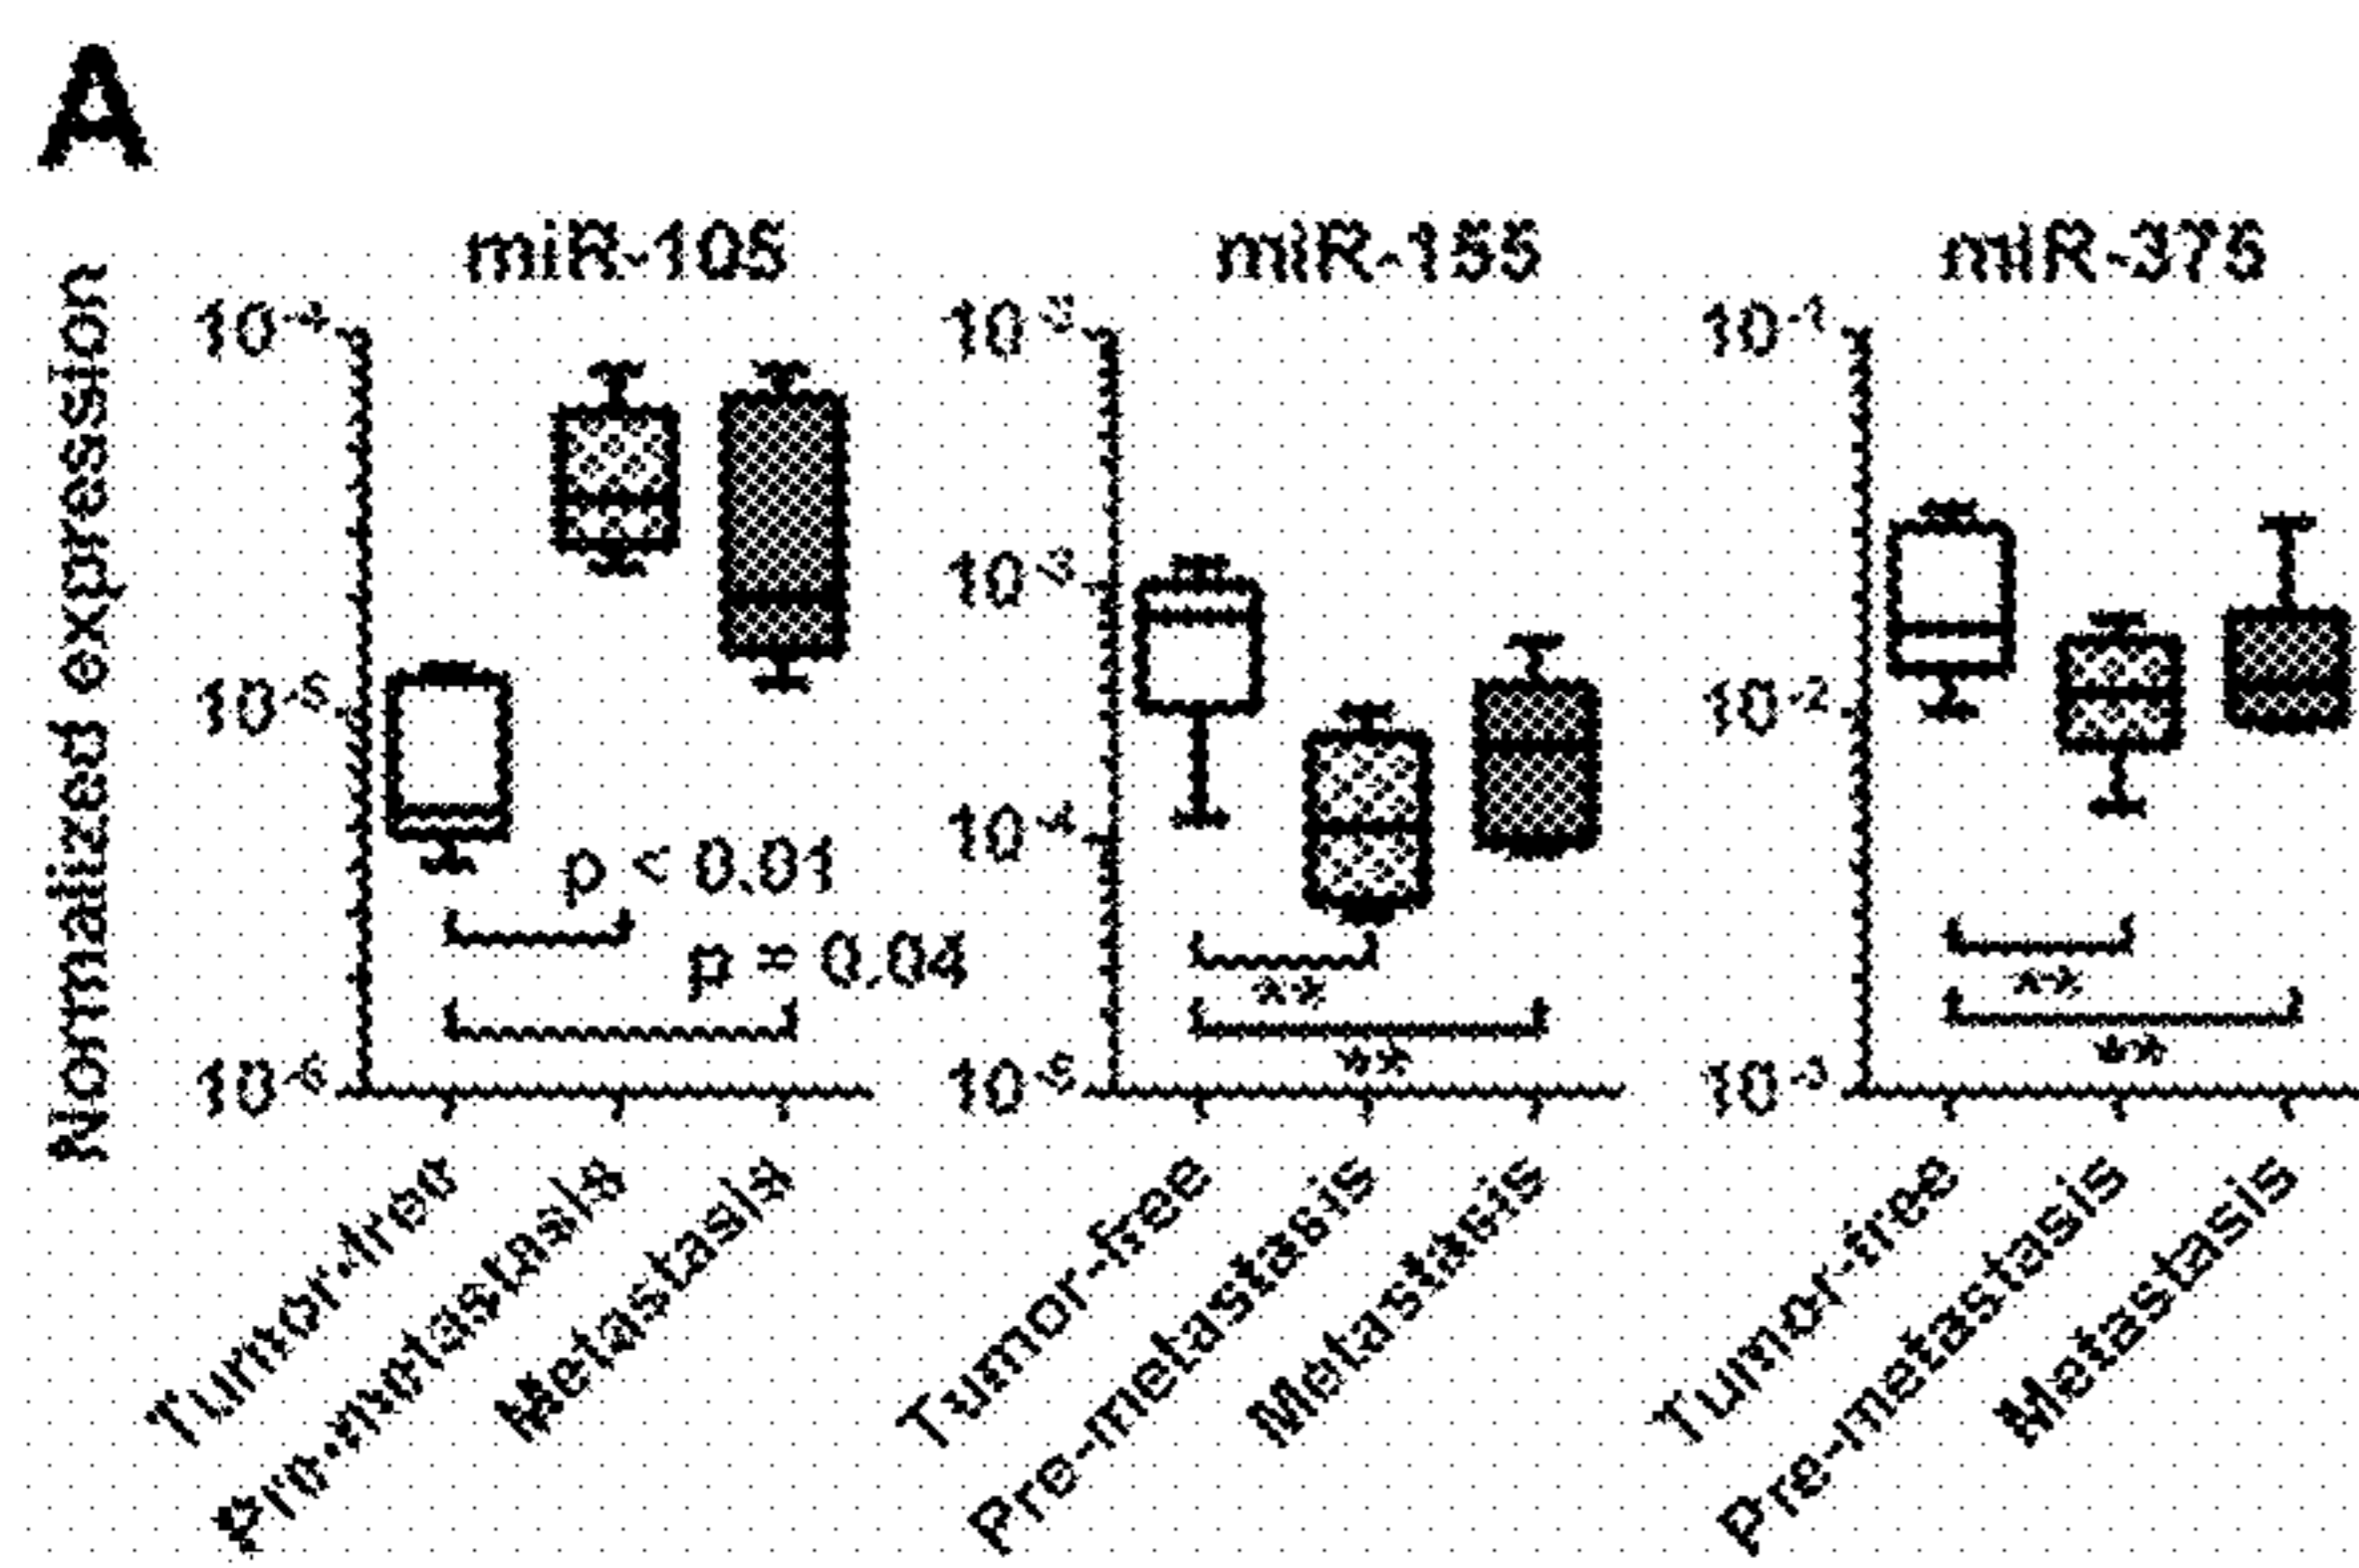 A
miR-105
miR-155
miR-375
Normalized expression
10-4
10-5
10-6
p < 0.01
p = 0.04
Tumor-free
Pre-metastasis
Metastasis
10-3
10-4
10-5
**
**
Tumor-free
Pre-metastasis
Metastasis
10-1
10-2
10-3
**
**
Tumor-free
Pre-metastasis
Metastasis